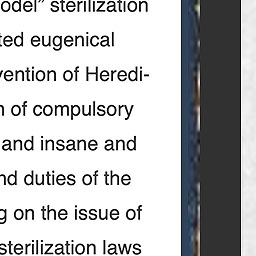 odel” sterilization
ted eugenical
vention of Heredi-
n of compulsory
and insane and
nd duties of the
g on the issue of
sterilization laws